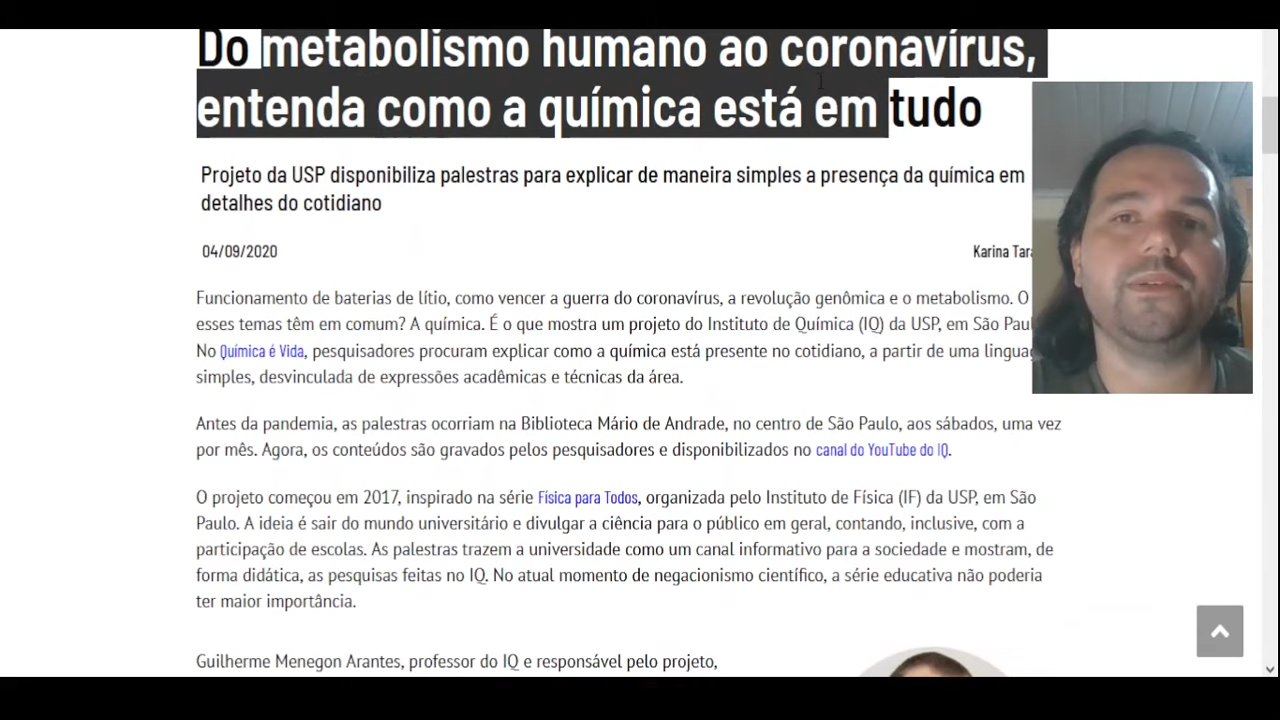 Do metabolismo humano ao coronavírus,
entenda como a química está em tudo
Projeto da USP disponibiliza palestras para explicar de maneira simples a presença da química em
detalhes do cotidiano
04/09/2020
Karina
Funcionamento de baterias de lítio, como vencer a guerra do coronavírus, a revolução genômica e o metabolismo. O
esses temas têm em comum? A química. É o que mostra um projeto do Instituto de Química (IQ) da USP, em São
No Química é Vida, pesquisadores procuram explicar como a química está presente no cotidiano, a partir de uma
simples, desvinculada de expressões acadêmicas e técnicas da área.
Antes da pandemia, as palestras ocorriam na Biblioteca Mário de Andrade, no centro de São Paulo, aos sábados, uma vez
por mês. Agora, os conteúdos são gravados pelos pesquisadores e disponibilizados no canal do YouTube do IQ.
O projeto começou em 2017, inspirado na série Física para Todos, organizada pelo Instituto de Física (IF) da USP, em São
Paulo. A ideia é sair do mundo universitário e divulgar a ciência para o público em geral, contando, inclusive, com a
participação de escolas. As palestras trazem a universidade como um canal informativo para a sociedade e mostram, de
forma didática, as pesquisas feitas no IQ. No atual momento de negacionismo científico, a série educativa não poderia
ter maior importância.
Guilherme Menegon Arantes, professor do IQ e responsável pelo projeto,